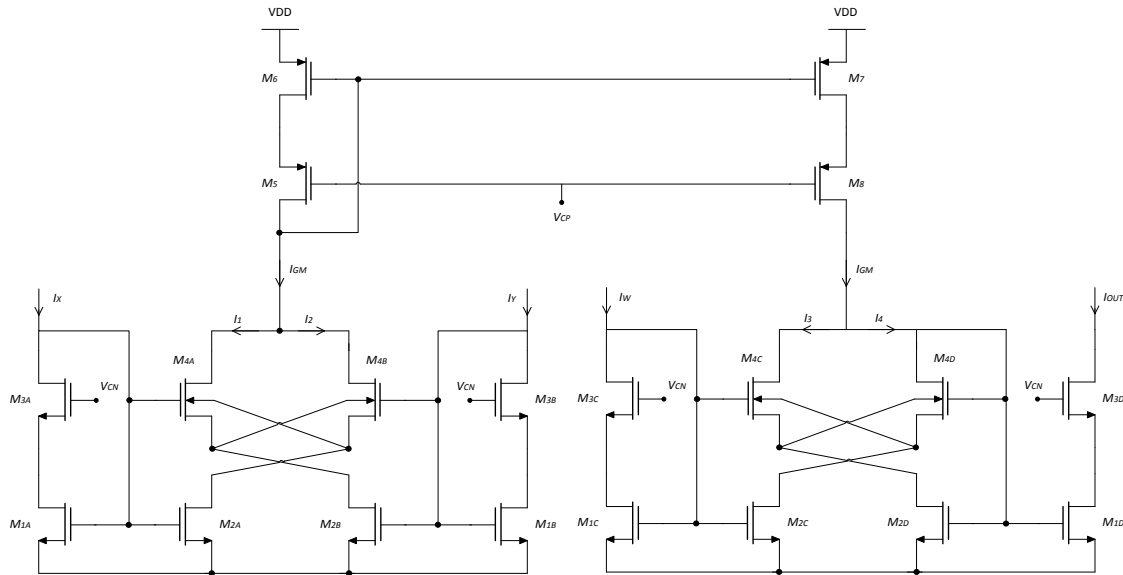 VDD
VDD
M6
M7
M5
M8
VCP
IGM
IGM
IX
IY
IW
IOUT
I1
I2
I3
I4
M4A
M4B
M4C
M4D
M3A
VCN
VCN
M3B
M3C
VCN
VCN
M3D
M1A
M2A
M2B
M1B
M1C
M2C
M2D
M1D